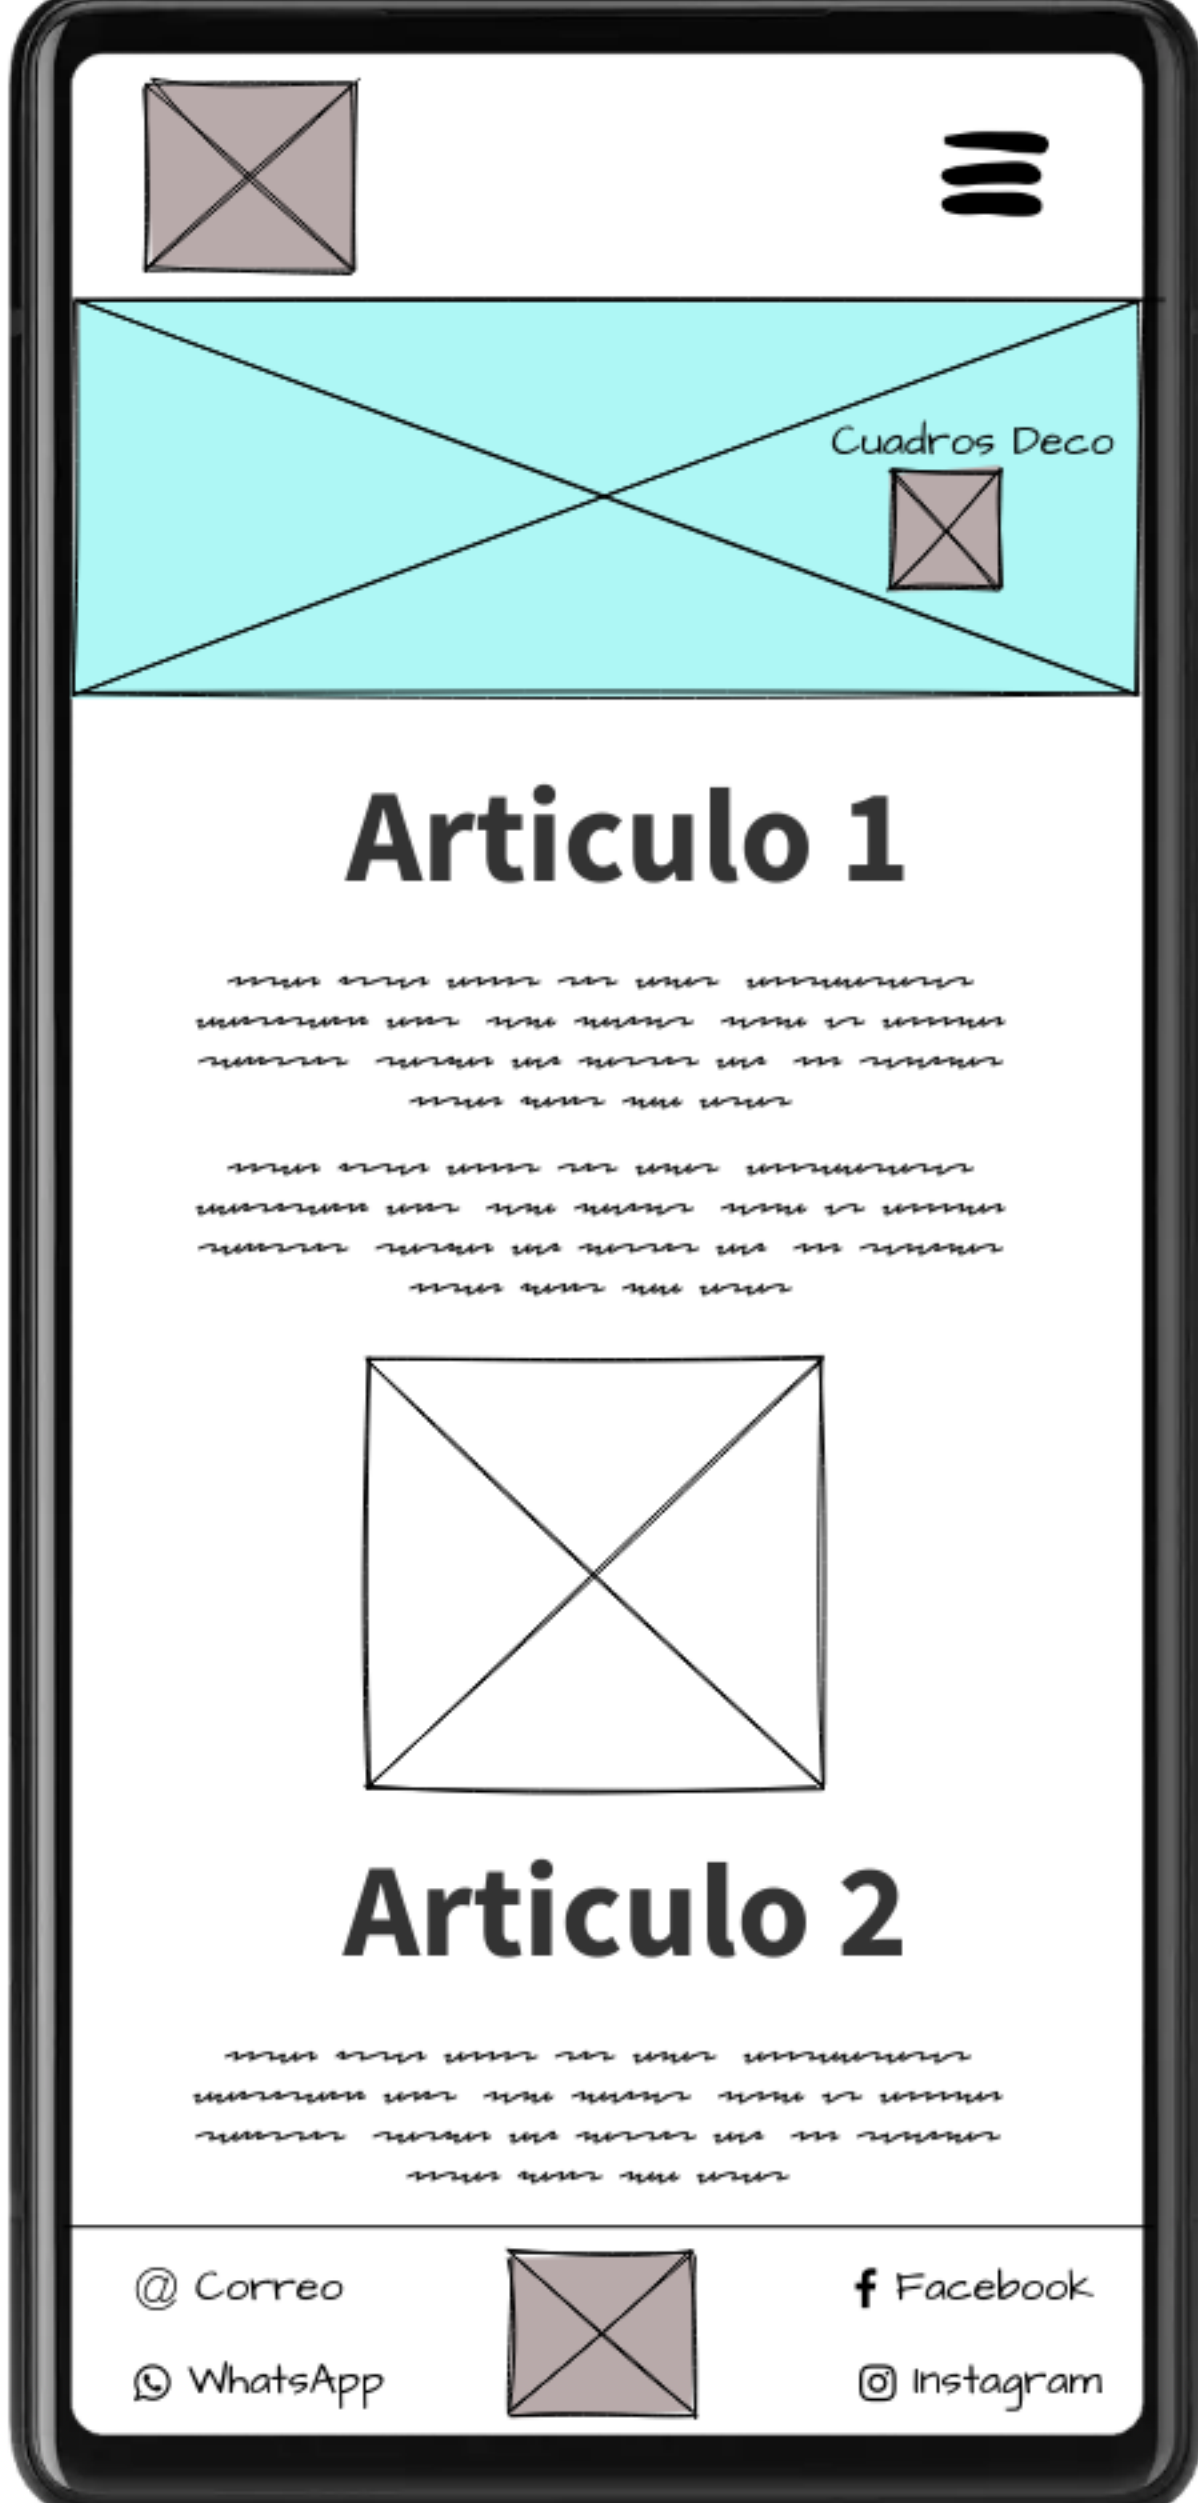 Cuadros Deco
Articulo 1
Articulo 2
@ Correo
Facebook
WhatsApp
Instagram